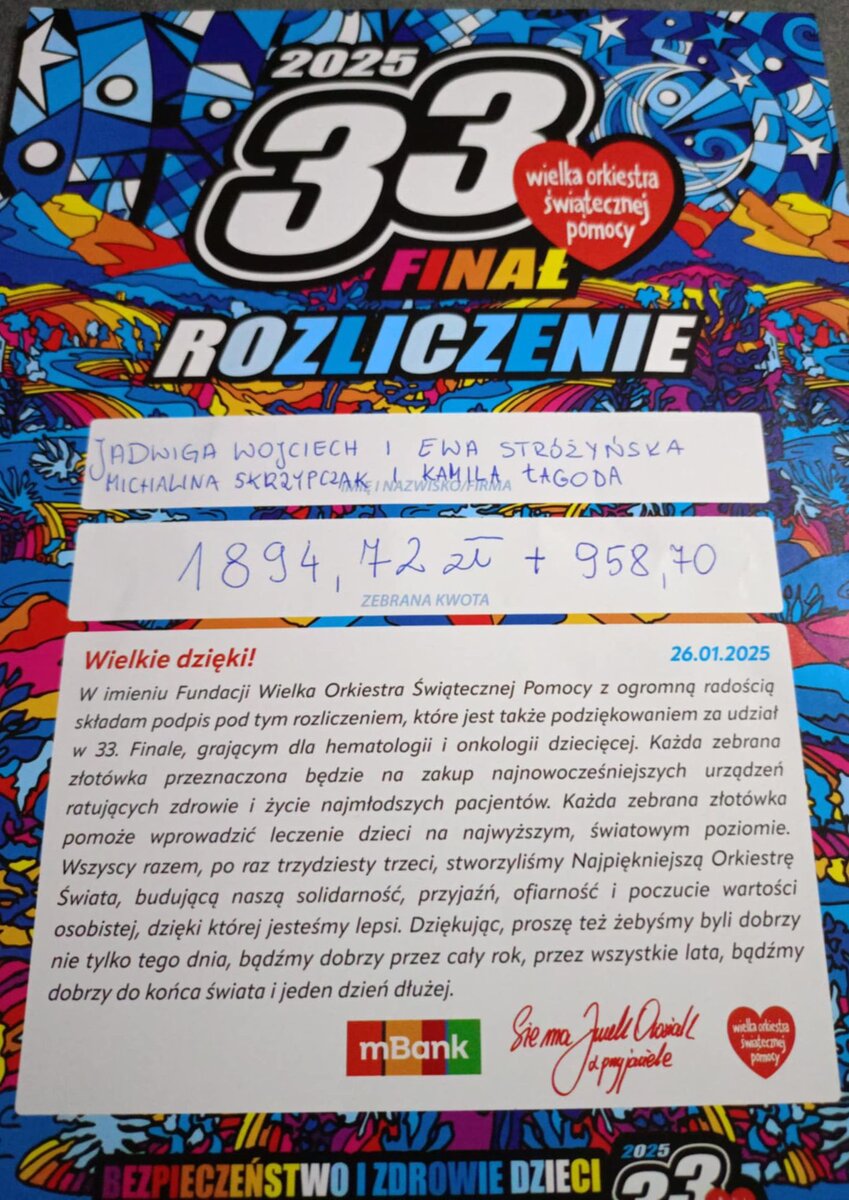 2025
33
wielka orkiestra
świątecznej
pomocy
FINAŁ
ROZLICZENIE
JADWIGA WOJCIECH I EWA STRÓŻYŃSKA
MICHALINA SKRZYPCZAK I KAMILA ŁAGODA
IMIĘ I NAZWISKO/FIRMA
1894,72 zł + 958,70
ZEBRANA KWOTA
Wielkie dzięki!
26.01.2025
W imieniu Fundacji Wielka Orkiestra Świątecznej Pomocy z ogromną radością
składam podpis pod tym rozliczeniem, które jest także podziękowaniem za udział
w 33. Finale, grającym dla hematologii i onkologii dziecięcej. Każda zebrana
złotówka przeznaczona będzie na zakup najnowocześniejszych urządzeń
ratujących zdrowie i życie najmłodszych pacjentów. Każda zebrana złotówka
pomoże wprowadzić leczenie dzieci na najwyższym, światowym poziomie.
Wszyscy razem, po raz trzydziesty trzeci, stworzyliśmy Najpiękniejszą Orkiestrę
Świata, budującą naszą solidarność, przyjaźń, ofiarność i poczucie wartości
osobistej, dzięki której jesteśmy lepsi. Dziękując, proszę też żebyśmy byli dobrzy
nie tylko tego dnia, bądźmy dobrzy przez cały rok, przez wszystkie lata, bądźmy
dobrzy do końca świata i jeden dzień dłużej.
mBank
Sie ma Jurek Owsiak
z przyjaciele
wielka orkiestra
świątecznej
pomocy
BEZPIECZEŃSTWO I ZDROWIE DZIECI
2025
33